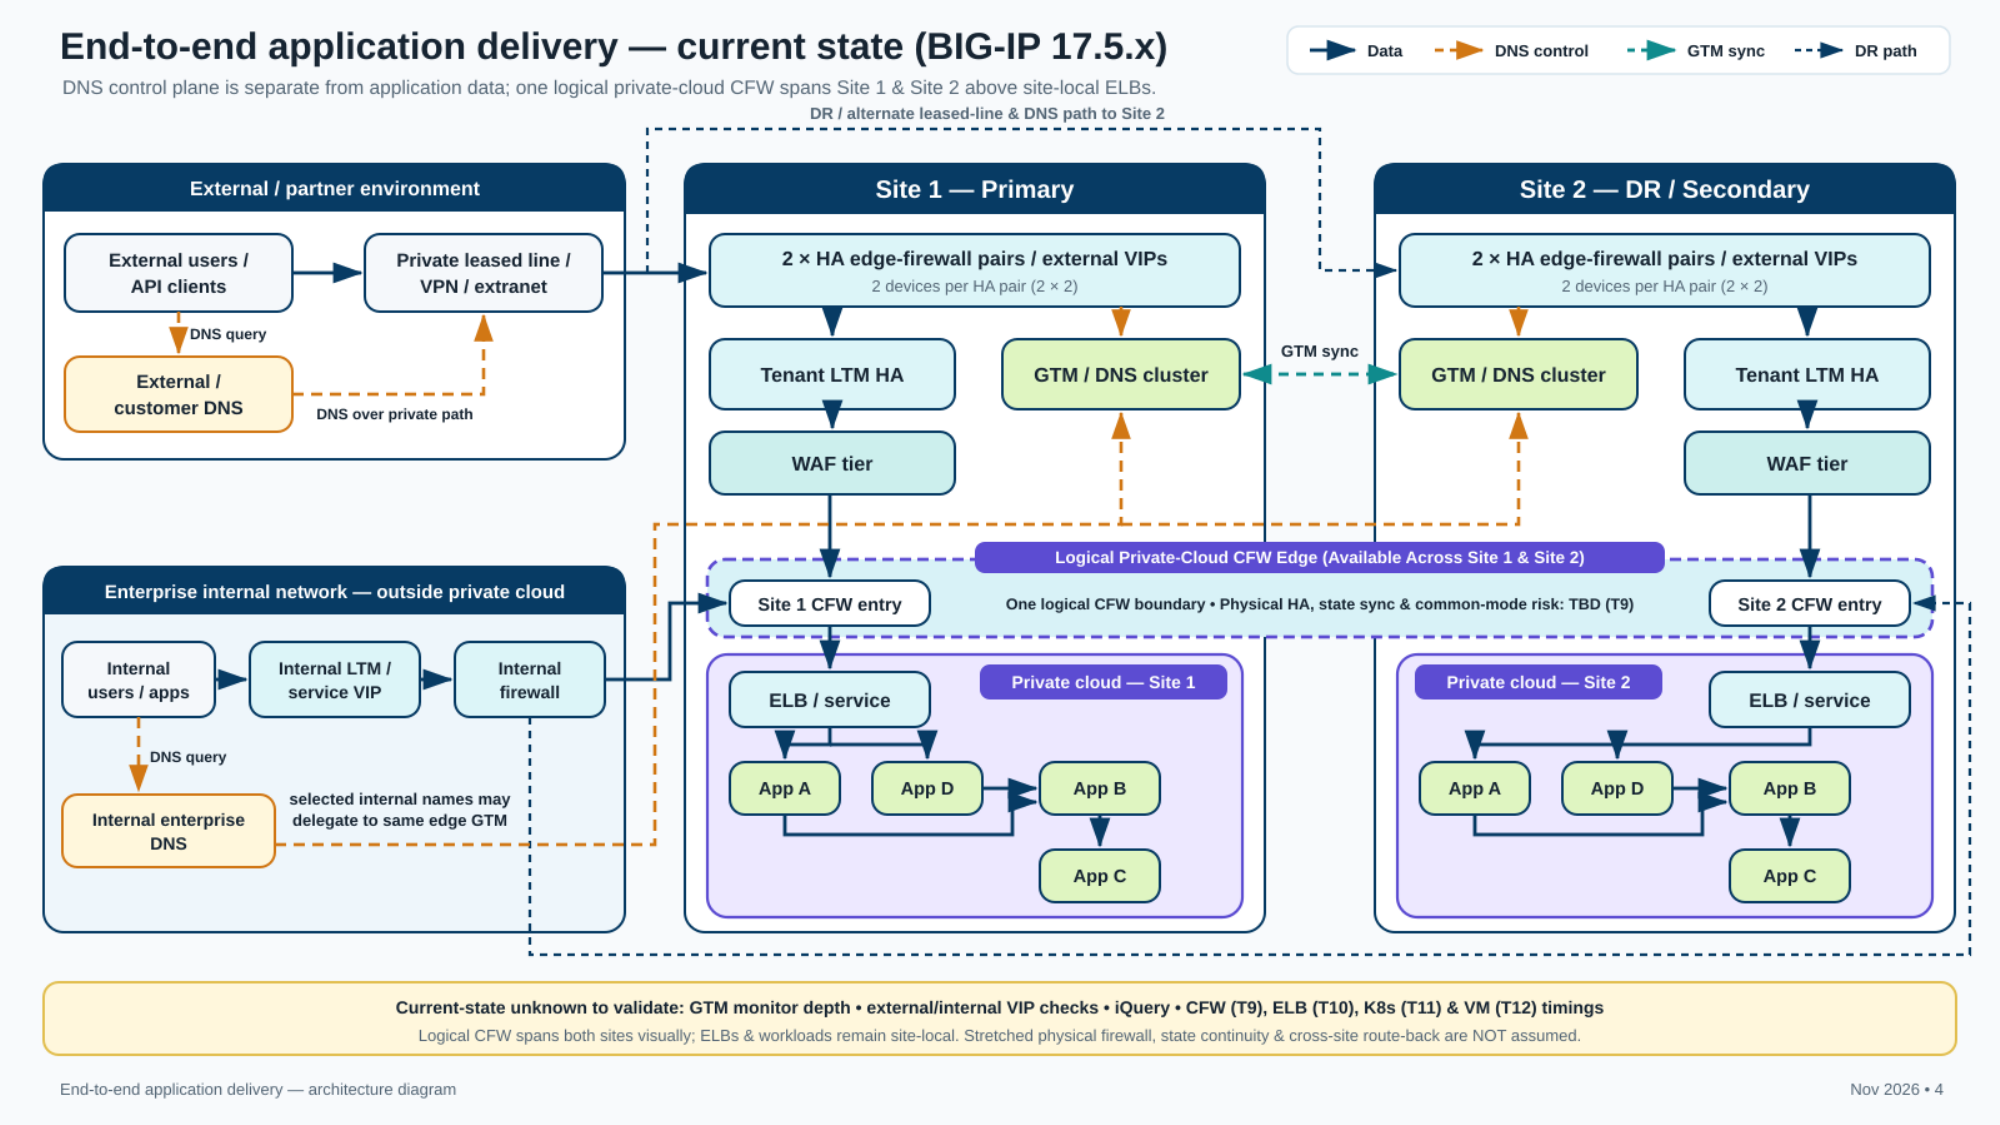 End-to-end application delivery — current state (BIG-IP 17.5.x)
DNS control plane is separate from application data; one logical private-cloud CFW spans Site 1 & Site 2 above site-local ELBs.
Data
DNS control
GTM sync
DR path
DR / alternate leased-line & DNS path to Site 2
External / partner environment
External users /
API clients
Private leased line /
VPN / extranet
DNS query
External /
customer DNS
DNS over private path
Site 1 — Primary
2 × HA edge-firewall pairs / external VIPs
2 devices per HA pair (2 × 2)
Tenant LTM HA
GTM / DNS cluster
WAF tier
GTM sync
Site 2 — DR / Secondary
2 × HA edge-firewall pairs / external VIPs
2 devices per HA pair (2 × 2)
GTM / DNS cluster
Tenant LTM HA
WAF tier
Logical Private-Cloud CFW Edge (Available Across Site 1 & Site 2)
Site 1 CFW entry
One logical CFW boundary • Physical HA, state sync & common-mode risk: TBD (T9)
Site 2 CFW entry
Enterprise internal network — outside private cloud
Internal
users / apps
Internal LTM /
service VIP
Internal
firewall
DNS query
Internal enterprise
DNS
selected internal names may
delegate to same edge GTM
ELB / service
Private cloud — Site 1
App A
App D
App B
App C
Private cloud — Site 2
ELB / service
App A
App D
App B
App C
Current-state unknown to validate: GTM monitor depth • external/internal VIP checks • iQuery • CFW (T9), ELB (T10), K8s (T11) & VM (T12) timings
Logical CFW spans both sites visually; ELBs & workloads remain site-local. Stretched physical firewall, state continuity & cross-site route-back are NOT assumed.
End-to-end application delivery — architecture diagram
Nov 2026 • 4